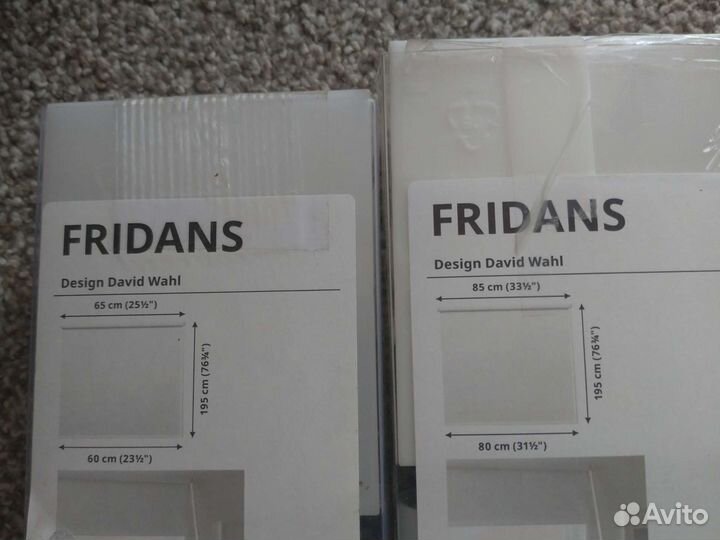 FRIDANS
Design David Wahl
65 cm (25½")
195 cm (76¾")
60 cm (23½")
FRIDANS
Design David Wahl
85 cm (33½")
195 cm (76¾")
80 cm (31½")
Avito